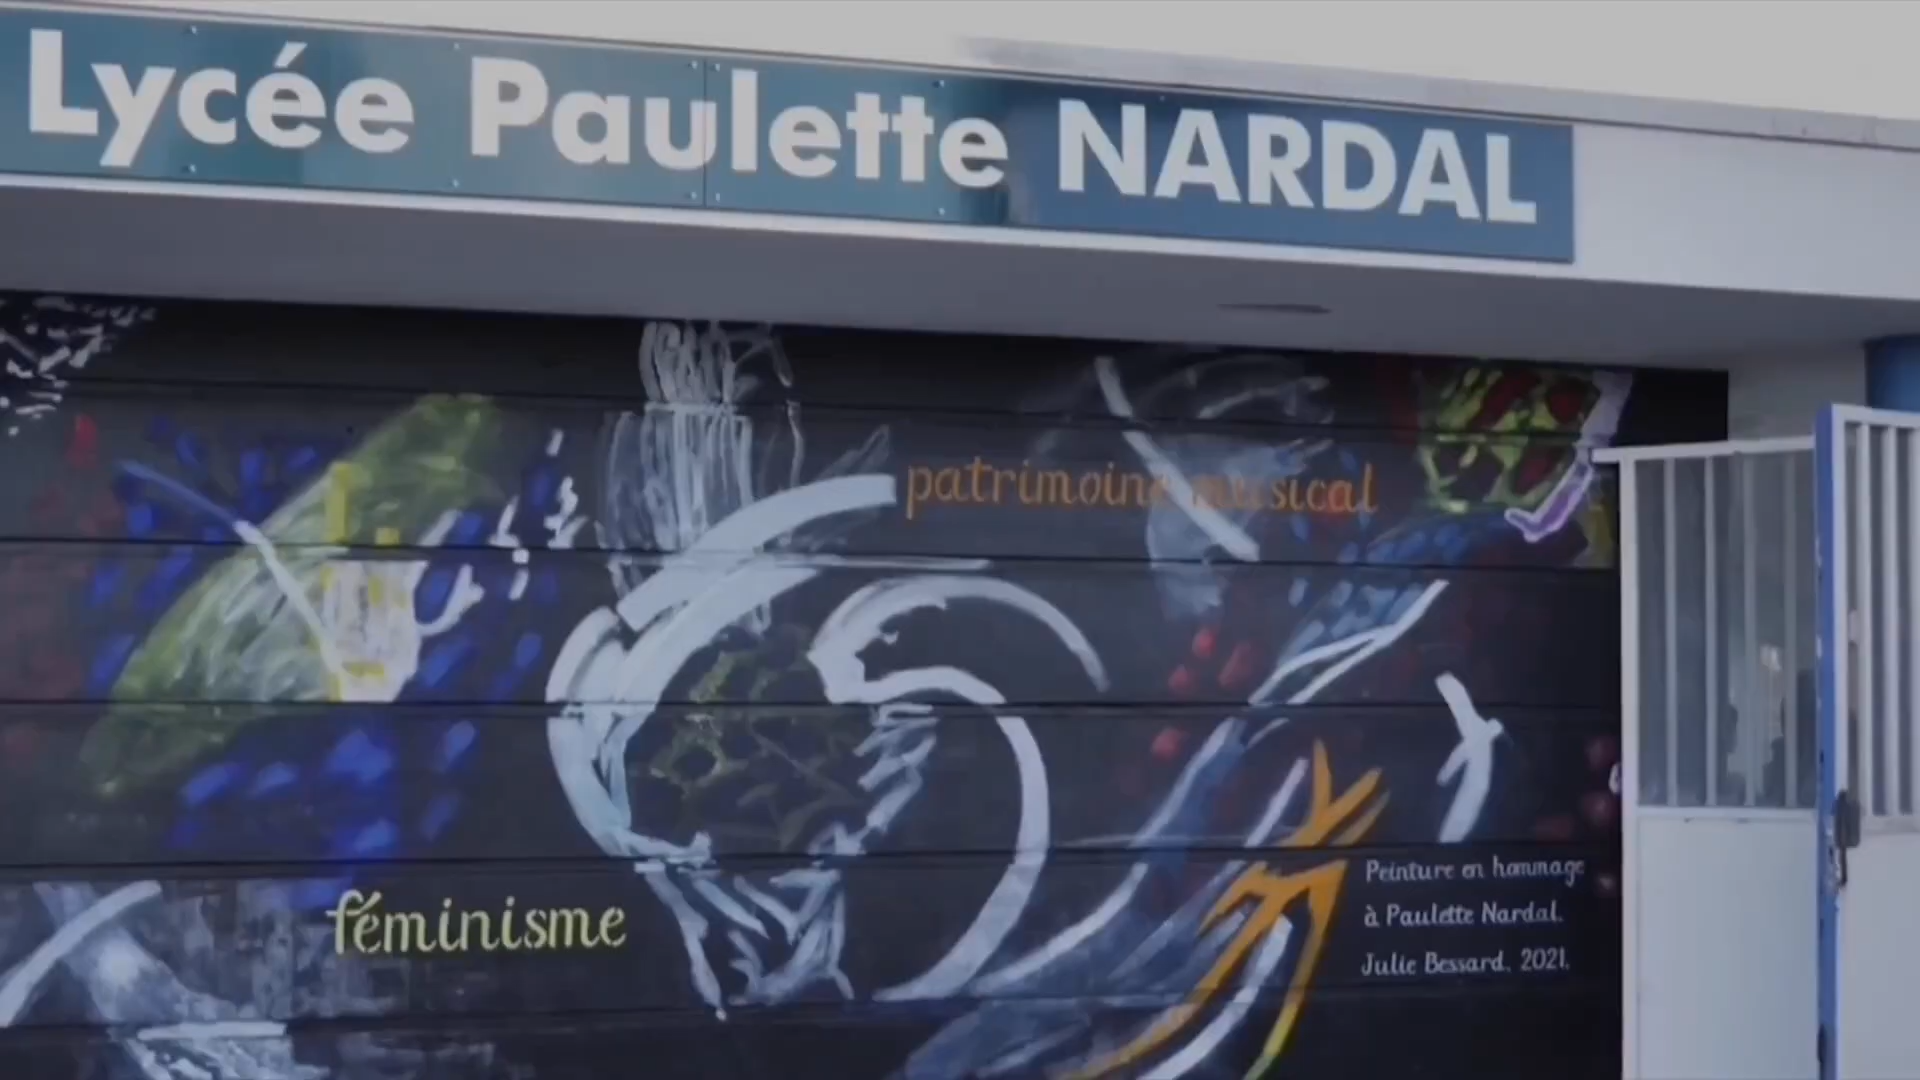 Lycée Paulette NARDAL
patrimoine musical
féminisme
Peinture en hommage
à Paulette Nardal.
Julie Bessard. 2021.